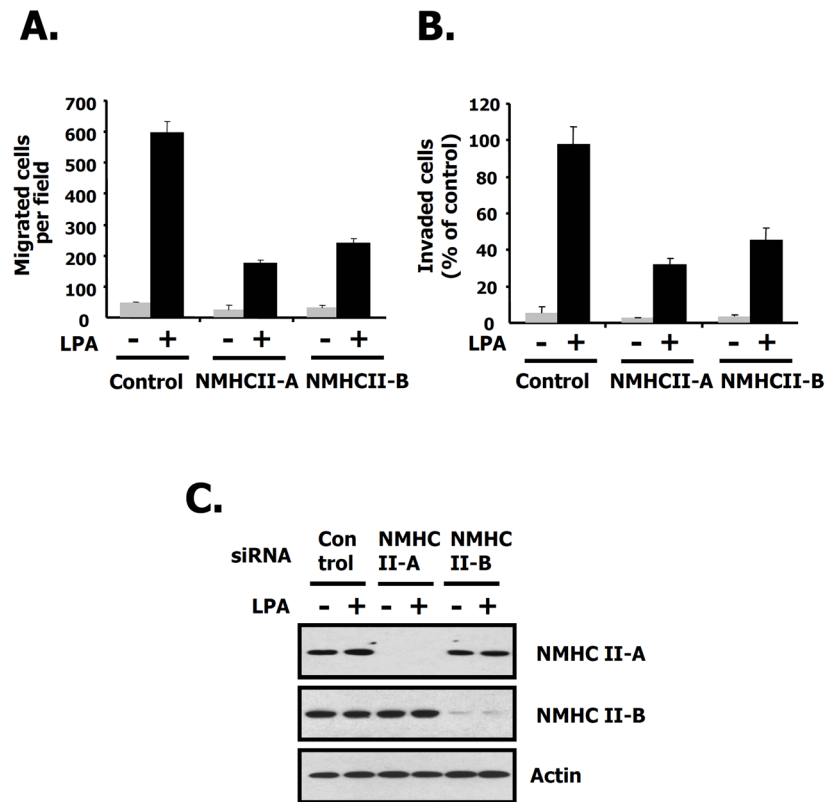 A.
Migrated cells
per field
700
600
500
400
300
200
100
0
LPA - + - + - +
Control NMHCII-A NMHCII-B
B.
Invaded cells
(% of control)
120
100
80
60
40
20
0
LPA - + - + - +
Control NMHCII-A NMHCII-B
C.
siRNA
Con
trol
NMHC
II-A
NMHC
II-B
LPA - + - + - +
NMHC II-A
NMHC II-B
Actin